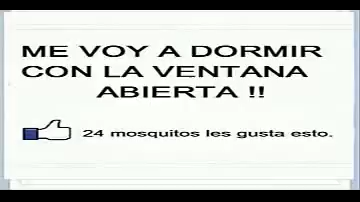 ME VOY A DORMIR
CON LA VENTANA
ABIERTA !!
24 mosquitos les gusta esto.